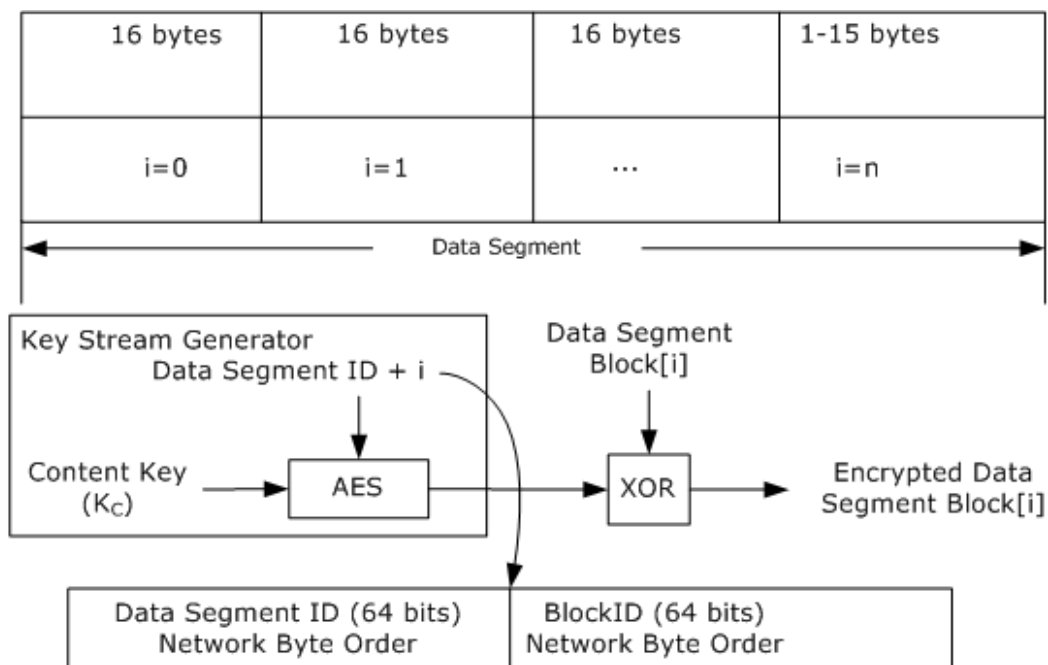 16 bytes 16 bytes 16 bytes 1-15 bytes
i=0 i=1 ... i=n
Data Segment
Key Stream Generator
Data Segment ID + i
Data Segment
Block[i]
Content Key
(KC)
AES
XOR
Encrypted Data
Segment Block[i]
Data Segment ID (64 bits)
Network Byte Order
BlockID (64 bits)
Network Byte Order